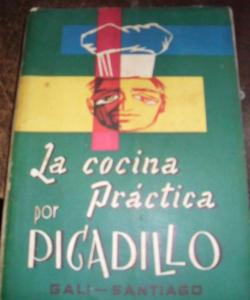 La cocina
Práctica
por
PICADILLO
GALI—SANTIAGO